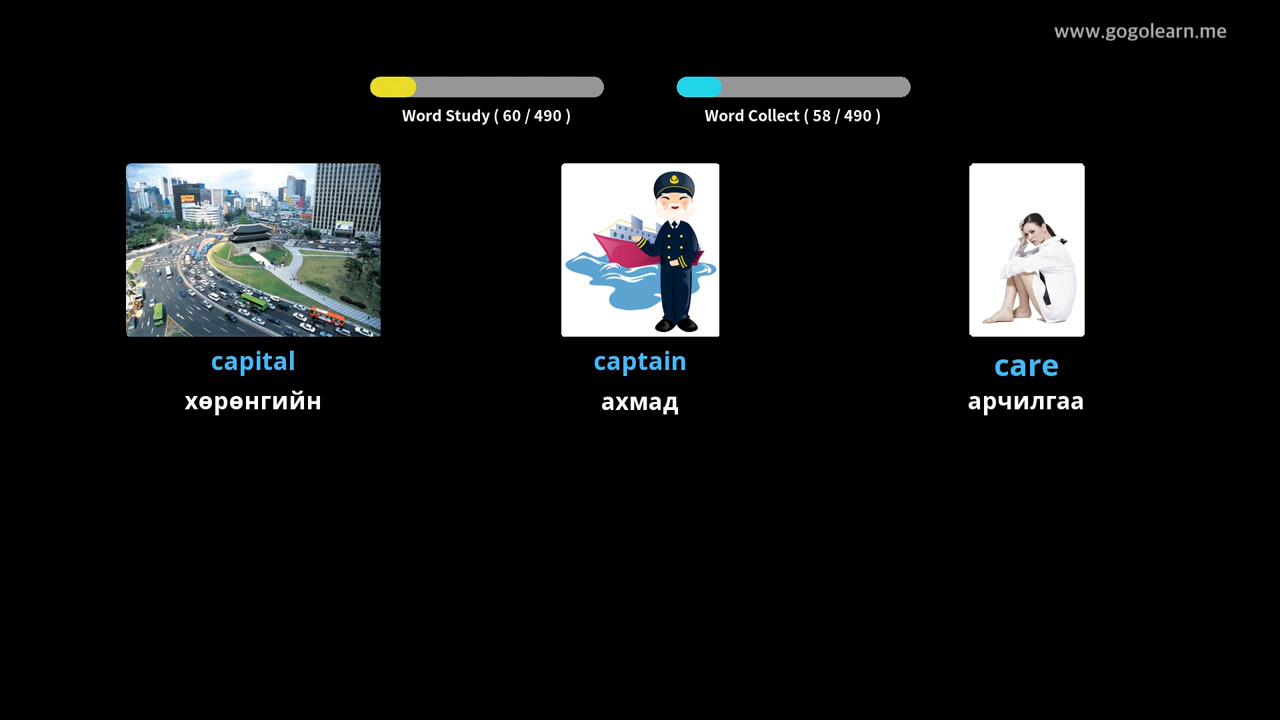 www.gogolearn.me
Word Study ( 60 / 490 )
Word Collect ( 58 / 490 )
capital
captain
care
хөрөнгийн
ахмад
арчилгаа